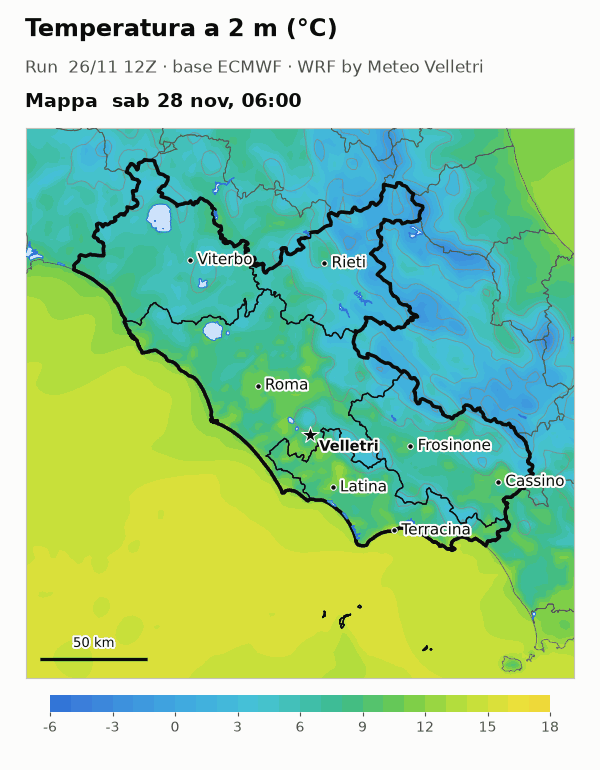 Temperatura a 2 m (°C)
Run  26/11 12Z · base ECMWF · WRF by Meteo Velletri
Mappa  sab 28 nov, 06:00
Viterbo
Rieti
Roma
Velletri
Frosinone
Cassino
Latina
Terracina
50 km
-6 -3 0 3 6 9 12 15 18